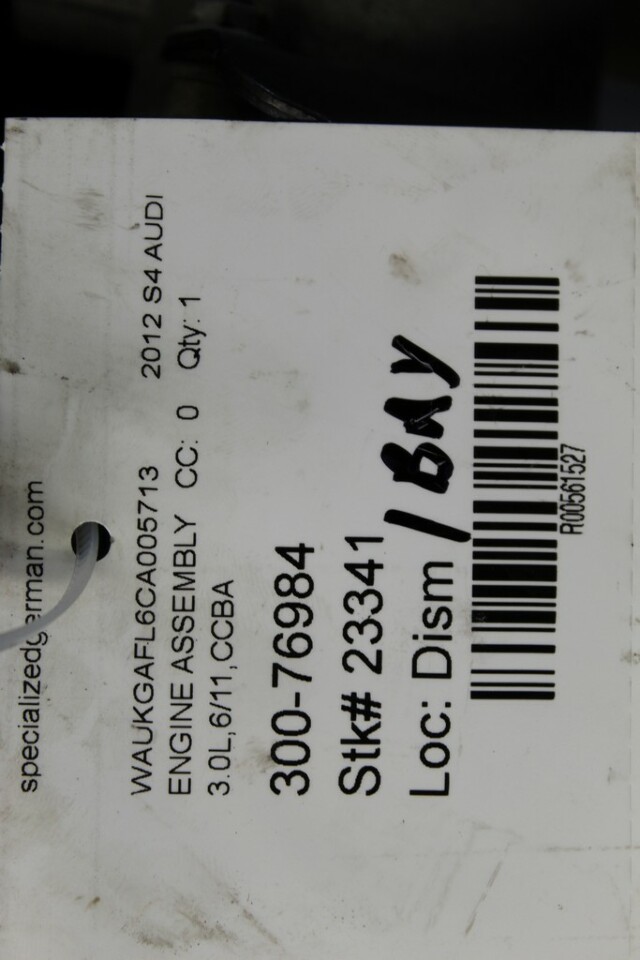 specializedgerman.com
WAUKGAFL6CA005713 2012 S4 AUDI
ENGINE ASSEMBLY CC: 0 Qty: 1
3.0L,6/11,CCBA
300-76984
Stk# 23341
Loc: Dism / BAY
R00561527